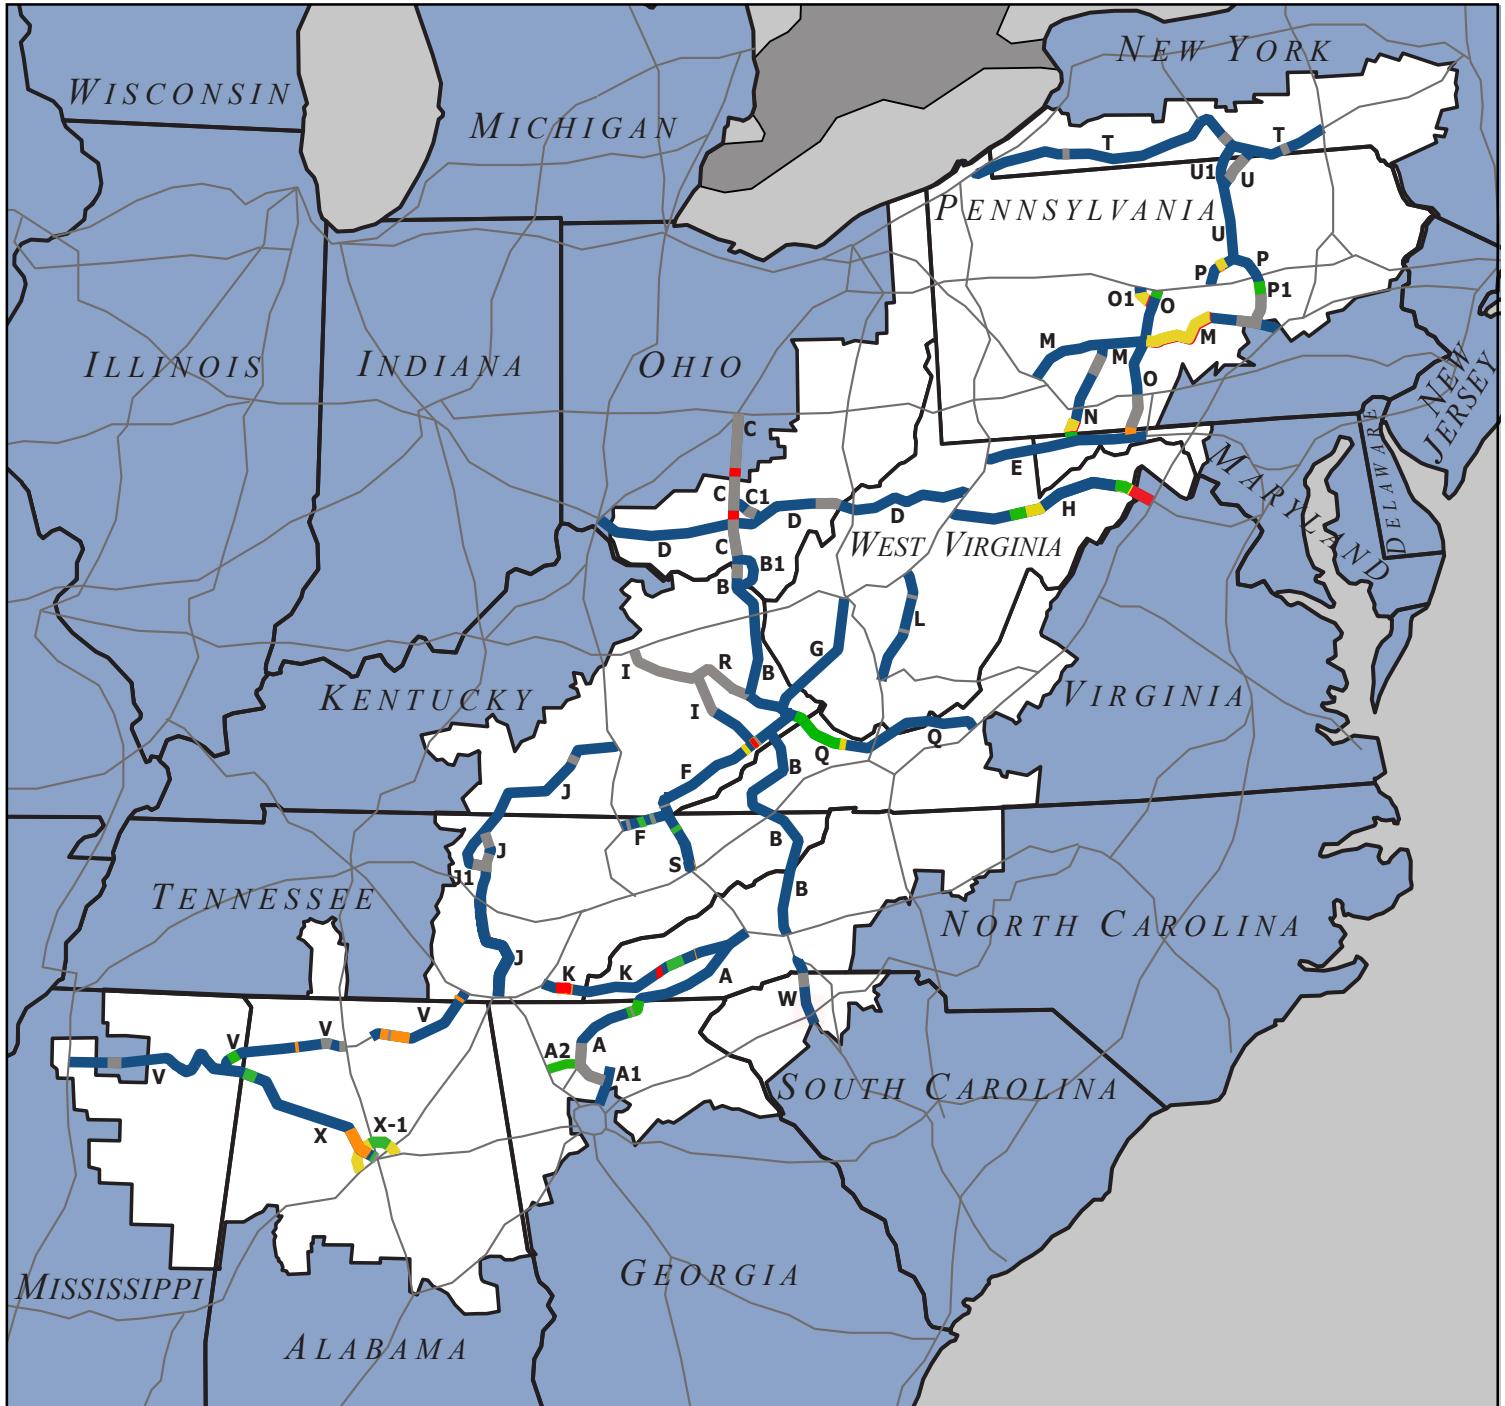 NEW YORK
WISCONSIN
MICHIGAN
T
T
U1
U
PENNSYLVANIA
U
P
P
P1
O1
O
M
M
M
ILLINOIS
INDIANA
OHIO
O
NEW
JERSEY
N
DELAWARE
C
E
MARYLAND
C
C1
D
H
D
DELAWARE
D
C
WEST VIRGINIA
B1
B
L
G
R
B
I
KENTUCKY
VIRGINIA
I
Q
Q
F
B
J
F
B
J
S
J1
B
TENNESSEE
NORTH CAROLINA
J
K
K
A
W
V
V
V
V
A
A2
A1
SOUTH CAROLINA
X
X-1
MISSISSIPPI
GEORGIA
ALABAMA